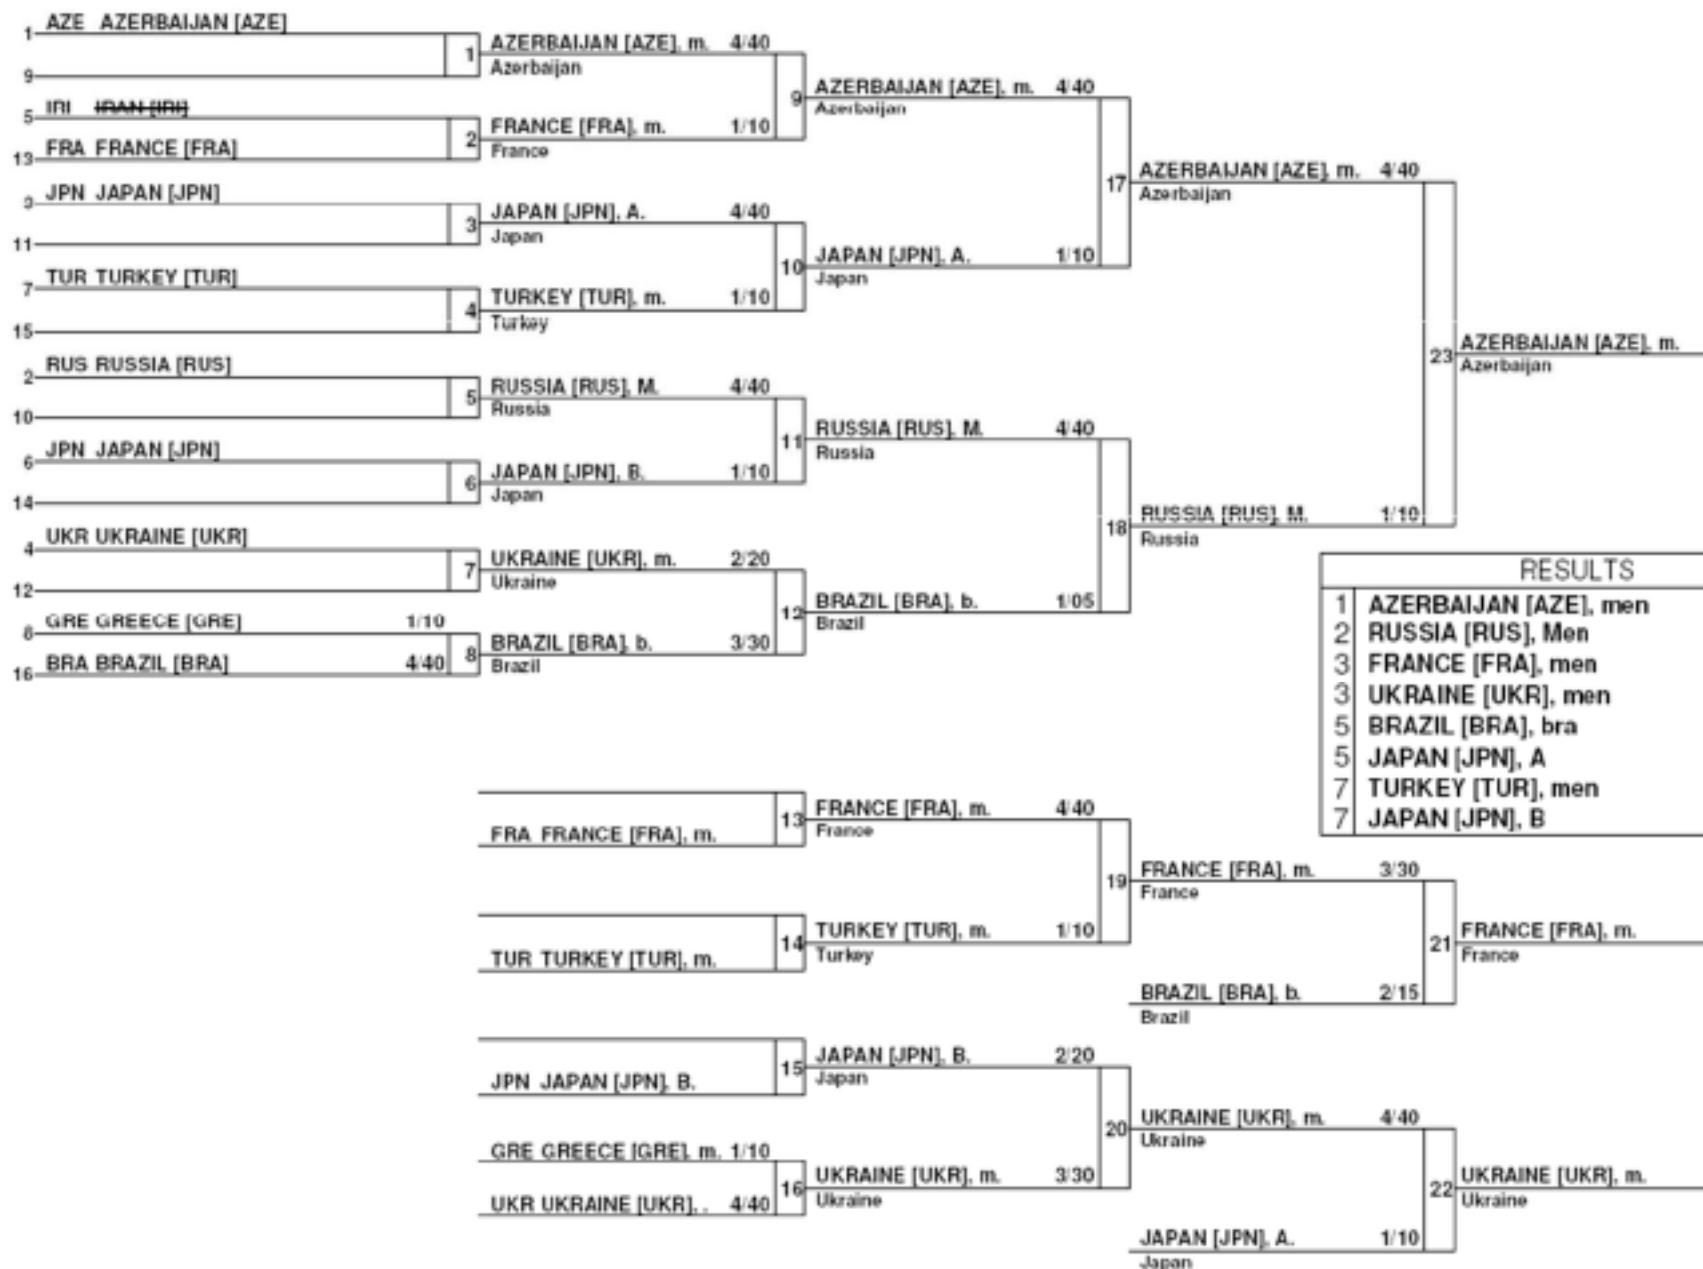 1 AZE AZERBAIJAN [AZE]
9
1 AZERBAIJAN [AZE], m. 4/40
Azerbaijan
5 IRI IRAN [IRI]
13 FRA FRANCE [FRA]
2 FRANCE [FRA], m. 1/10
France
9 AZERBAIJAN [AZE], m. 4/40
Azerbaijan
3 JPN JAPAN [JPN]
11
3 JAPAN [JPN], A. 4/40
Japan
7 TUR TURKEY [TUR]
15
4 TURKEY [TUR], m. 1/10
Turkey
10 JAPAN [JPN], A. 1/10
Japan
17 AZERBAIJAN [AZE], m. 4/40
Azerbaijan
2 RUS RUSSIA [RUS]
10
5 RUSSIA [RUS], M. 4/40
Russia
6 JPN JAPAN [JPN]
14
6 JAPAN [JPN], B. 1/10
Japan
11 RUSSIA [RUS], M. 4/40
Russia
4 UKR UKRAINE [UKR]
12
7 UKRAINE [UKR], m. 2/20
Ukraine
8 GRE GREECE [GRE] 1/10
16 BRA BRAZIL [BRA] 4/40
8 BRAZIL [BRA], b. 3/30
Brazil
12 BRAZIL [BRA], b. 1/05
Brazil
18 RUSSIA [RUS], M. 1/10
Russia
23 AZERBAIJAN [AZE], m.
Azerbaijan
RESULTS
1 AZERBAIJAN [AZE], men
2 RUSSIA [RUS], Men
3 FRANCE [FRA], men
3 UKRAINE [UKR], men
5 BRAZIL [BRA], bra
5 JAPAN [JPN], A
7 TURKEY [TUR], men
7 JAPAN [JPN], B
FRA FRANCE [FRA], m.
13 FRANCE [FRA], m. 4/40
France
TUR TURKEY [TUR], m.
14 TURKEY [TUR], m. 1/10
Turkey
19 FRANCE [FRA], m. 3/30
France
BRAZIL [BRA], b. 2/15
Brazil
21 FRANCE [FRA], m.
France
JPN JAPAN [JPN], B.
15 JAPAN [JPN], B. 2/20
Japan
GRE GREECE [GRE], m. 1/10
UKR UKRAINE [UKR], . 4/40
16 UKRAINE [UKR], m. 3/30
Ukraine
20 UKRAINE [UKR], m. 4/40
Ukraine
JAPAN [JPN], A. 1/10
Japan
22 UKRAINE [UKR], m.
Ukraine